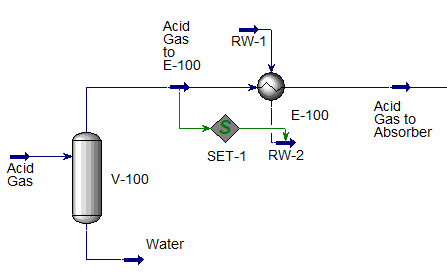 Acid
Gas
to
E-100
RW-1
E-100
Acid
Gas to
Absorber
S
SET-1
RW-2
Acid
Gas
V-100
Water